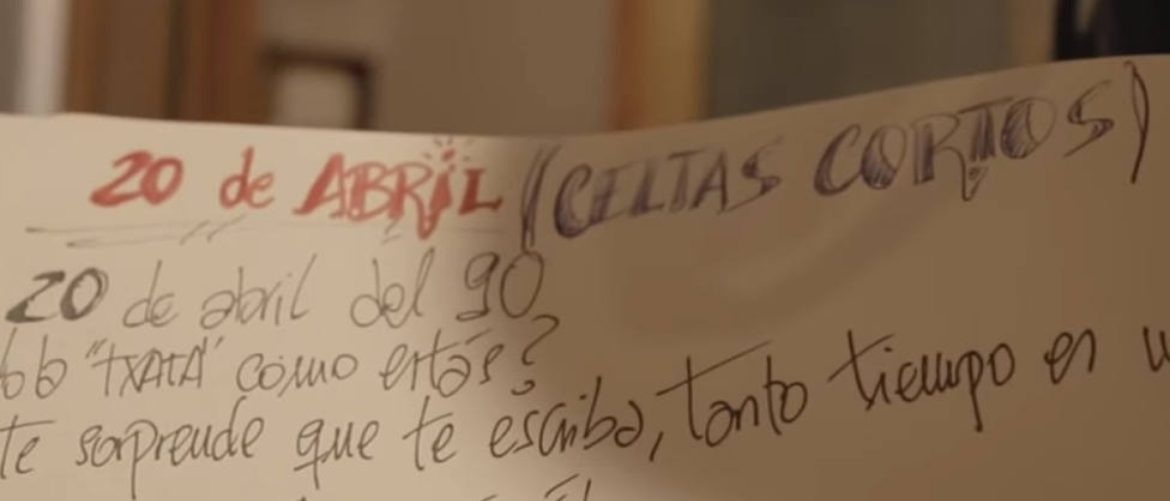 20 de ABRIL (CELTAS CORTOS)
20 de abril del 90
"TXATA" como estás?
te sorprende que te escriba, tanto tiempo en